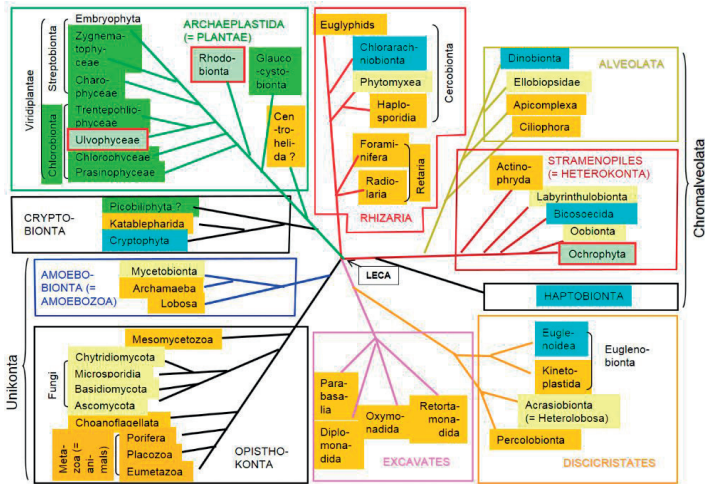 Embryophyta
Zygnema-
tophy-
ceae
Charo-
phyceae
Streptobionta
Viridiplantae
Trentepohlio-
phyceae
Ulvophyceae
Chloroohyceae
Prasinophyceae
Chlorobionta
ARCHAEPLASTIDA
(= PLANTAE)
Rhodo-
bionta
Glauco
-cysto-
bionta
Cen
-tro-
heli-
da ?
Euglyphids
Chlorarach-
niobionta
Phytomyxea
Haplo-
sporidia
Cercobionta
Forami-
nifera
Radio-
laria
Retaria
RHIZARIA
Dinobionta
Ellobiopsidae
Apicomplexa
Ciliophora
ALVEOLATA
Actino-
phryda
STRAMENOPILES
(= HETEROKONTA)
Labyrinthulobionta
Bicosoecida
Oobionta
Ochrophyta
Chromalveolata
CRYPTO-
BIONTA
Picobiliphyta ?
Katablepharida
Cryptophyta
LECA
HAPTOBIONTA
AMOEBO-
BIONTA (=
AMOEBOZOA)
Mycetobionta
Archamaeba
Lobosa
Unikonta
Mesomycetozoa
Fungi
Chytridiomycota
Microsporidia
Basidiomycota
Ascomycota
Choanoflagellata
Meta-
zoa (=
ani-
mals)
Porifera
Placozoa
Eumetazoa
OPISTHO-
KONTA
Para-
basa-
lia
Diplo-
mona-
dida
Oxymo-
nadida
Retorta-
mona-
dida
EXCAVATES
Eugle-
noidea
Kineto-
plastida
Eugleno-
bionta
Acrasiobionta
(= Heterolobosa)
Percolobionta
DISCICRISTATES